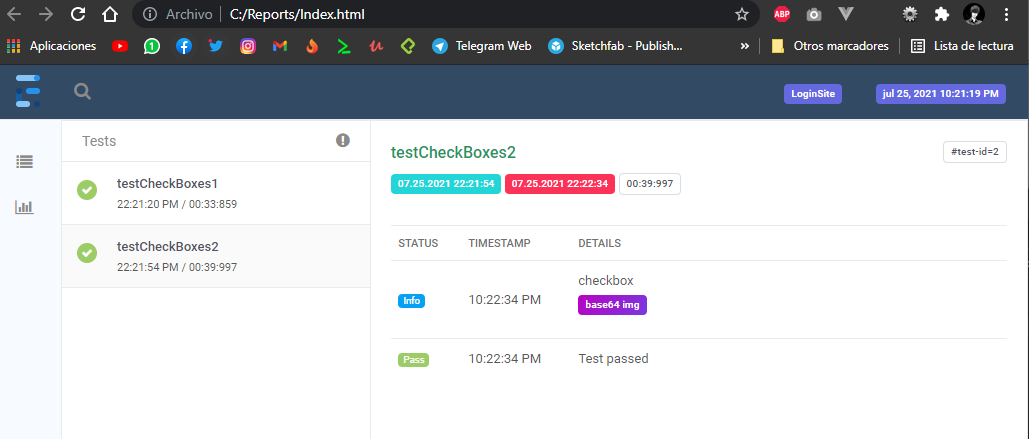 Archivo C:/Reports/Index.html
ABP
Aplicaciones
1
Telegram Web
Sketchfab - Publish...
»
Otros marcadores
Lista de lectura
LoginSite
jul 25, 2021 10:21:19 PM
Tests
testCheckBoxes1
22:21:20 PM / 00:33:859
testCheckBoxes2
22:21:54 PM / 00:39:997
testCheckBoxes2
#test-id=2
07.25.2021 22:21:54
07.25.2021 22:22:34
00:39:997
STATUS TIMESTAMP DETAILS
checkbox
Info 10:22:34 PM
base64 img
Pass 10:22:34 PM Test passed